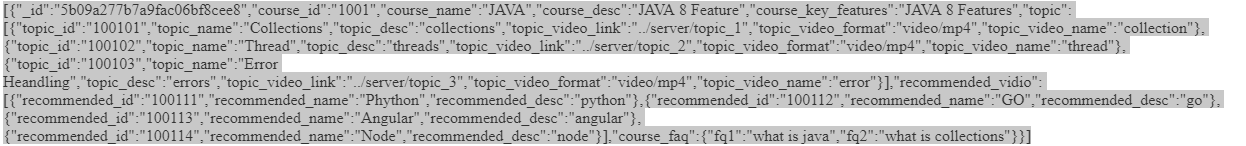 [{"_id":"5b09a277b7a9fac06bf8cee8","course_id":"1001","course_name":"JAVA","course_desc":"JAVA 8 Feature","course_key_features":"JAVA 8 Features","topic":
[{"topic_id":"100101","topic_name":"Collections","topic_desc":"collections","topic_video_link":"../server/topic_1","topic_video_format":"video/mp4","topic_video_name":"collection"},
{"topic_id":"100102","topic_name":"Thread","topic_desc":"threads","topic_video_link":"../server/topic_2","topic_video_format":"video/mp4","topic_video_name":"thread"},
{"topic_id":"100103","topic_name":"Error
Heandling","topic_desc":"errors","topic_video_link":"../server/topic_3","topic_video_format":"video/mp4","topic_video_name":"error"}],"recommended_vidio":
[{"recommended_id":"100111","recommended_name":"Phython","recommended_desc":"python"},{"recommended_id":"100112","recommended_name":"GO","recommended_desc":"go"},
{"recommended_id":"100113","recommended_name":"Angular","recommended_desc":"angular"},
{"recommended_id":"100114","recommended_name":"Node","recommended_desc":"node"}],"course_faq":{"fq1":"what is java","fq2":"what is collections"}}]